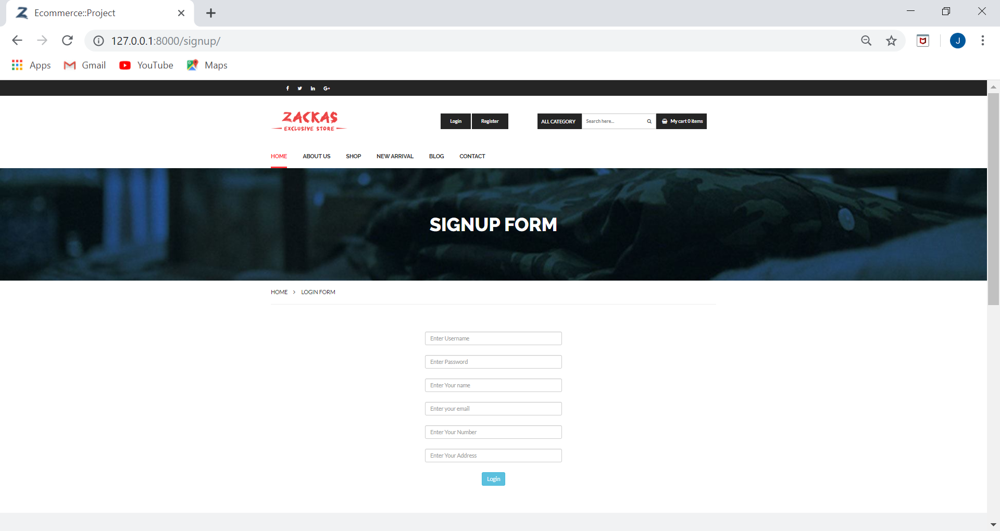 Ecommerce::Project
127.0.0.1:8000/signup/
Apps Gmail YouTube Maps
J
ZACKAS
EXCLUSIVE STORE
Login Register ALL CATEGORY Search here... My cart 0 items
HOME ABOUT US SHOP NEW ARRIVAL BLOG CONTACT
SIGNUP FORM
HOME > LOGIN FORM
Enter Username
Enter Password
Enter Your name
Enter your email
Enter Your Number
Enter Your Address
Login